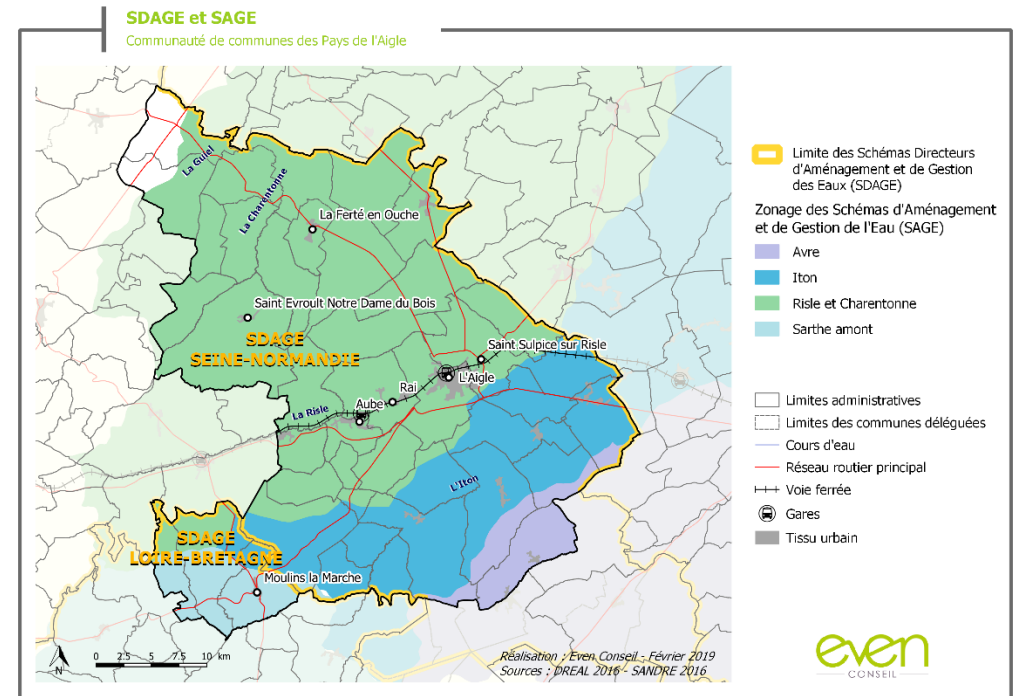 SDAGE et SAGE
Communauté de communes des Pays de l'Aigle
La Guiel
La Charentonne
La Ferté en Ouche
Saint Evroult Notre Dame du Bois
SDAGE
SEINE-NORMANDIE
Saint Sulpice sur Risle
L'Aigle
Rai
Aube
La Risle
L'Iton
SDAGE
LOIRE-BRETAGNE
Moulins la Marche
N
0 2.5 5 7.5 10 km
Réalisation : Even Conseil - Février 2019
Sources : DREAL 2016 - SANDRE 2016
Limite des Schémas Directeurs
d'Aménagement et de Gestion
des Eaux (SDAGE)
Zonage des Schémas d'Aménagement
et de Gestion de l'Eau (SAGE)
Avre
Iton
Risle et Charentonne
Sarthe amont
Limites administratives
Limites des communes déléguées
Cours d'eau
Réseau routier principal
Voie ferrée
Gares
Tissu urbain
even
CONSEIL